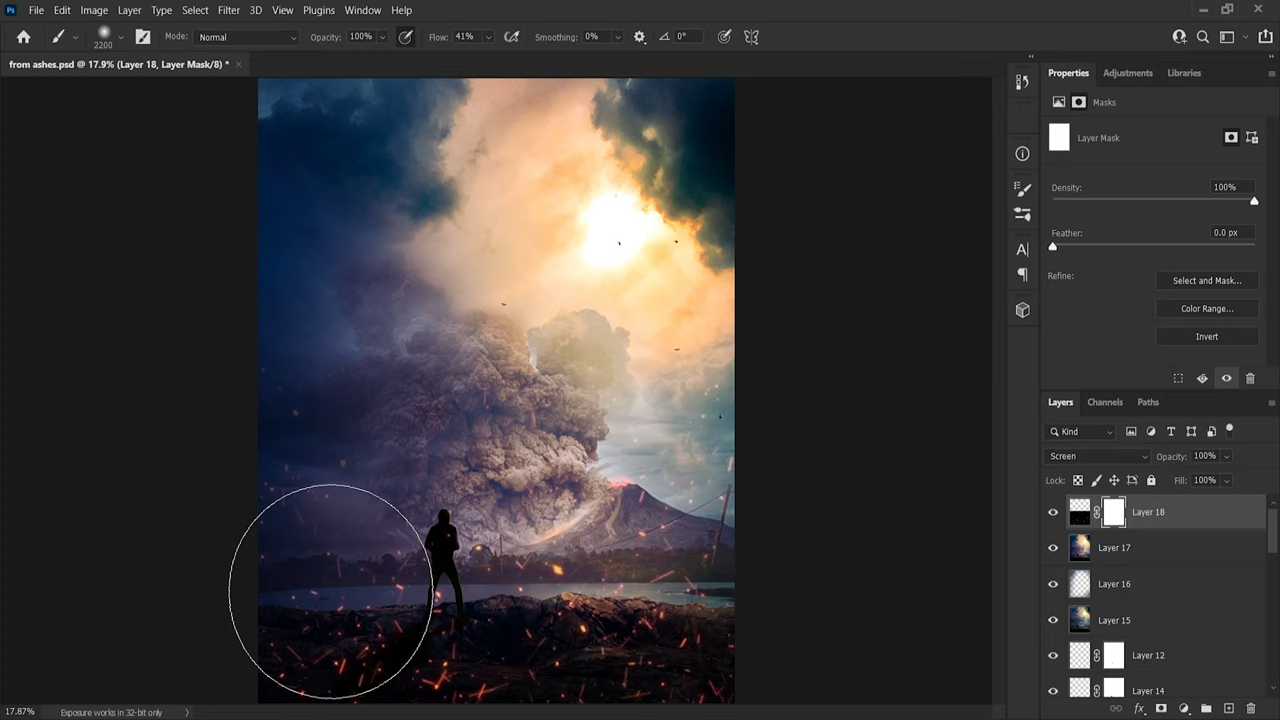 Ps File Edit Image Layer Type Select Filter 3D View Plugins Window Help
2200 Mode: Normal Opacity: 100% Flow: 41% Smoothing: 0% 0°
from ashes.psd @ 17.9% (Layer 18, Layer Mask/8) *
Properties Adjustments Libraries
Masks
Layer Mask
Density: 100%
Feather: 0.0 px
Refine: Select and Mask...
Color Range...
Invert
Layers Channels Paths
Kind
Screen Opacity: 100%
Lock: Fill: 100%
Layer 18
Layer 17
Layer 16
Layer 15
Layer 12
Layer 14
17.87% Exposure works in 32-bit only